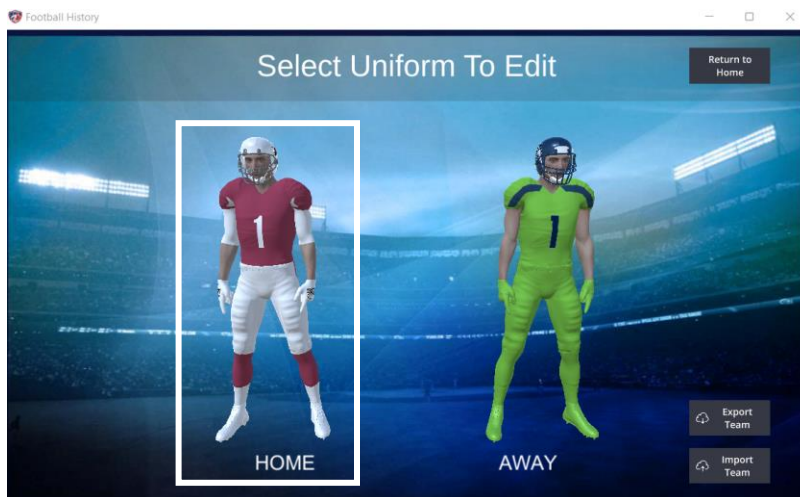 Football History
Select Uniform To Edit
Return to
Home
1
1
HOME
AWAY
Export
Team
Import
Team